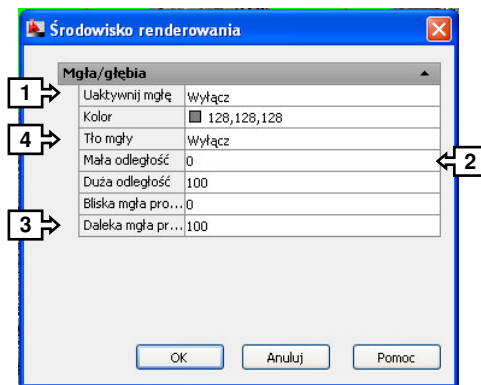 Środowisko renderowania
Mgła/głębia
1 Uaktywnij mgłę Wyłącz
Kolor 128,128,128
4 Tło mgły Wyłącz
Mała odległość 0 2
Duża odległość 100
Bliska mgła pro... 0
3 Daleka mgła pr... 100
OK Anuluj Pomoc